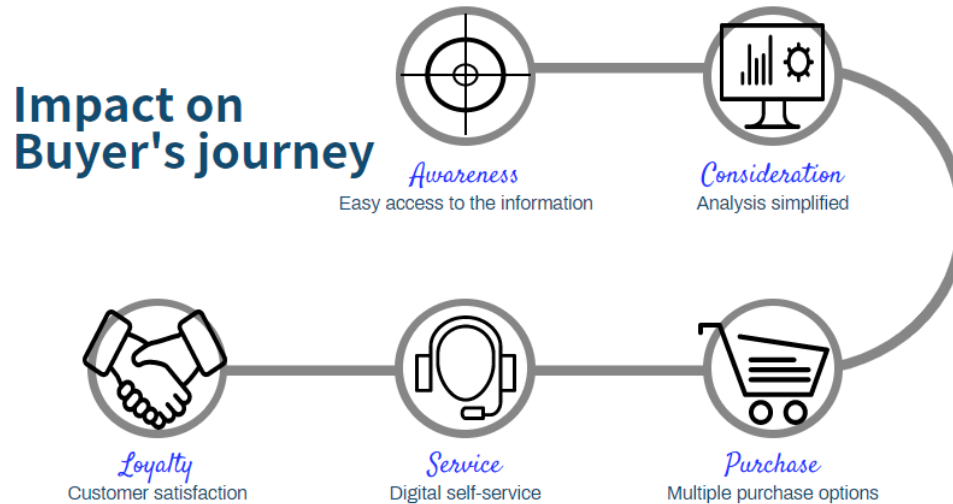 Impact on
Buyer's journey
Awareness
Easy access to the information
Consideration
Analysis simplified
Purchase
Multiple purchase options
Service
Digital self-service
Loyalty
Customer satisfaction